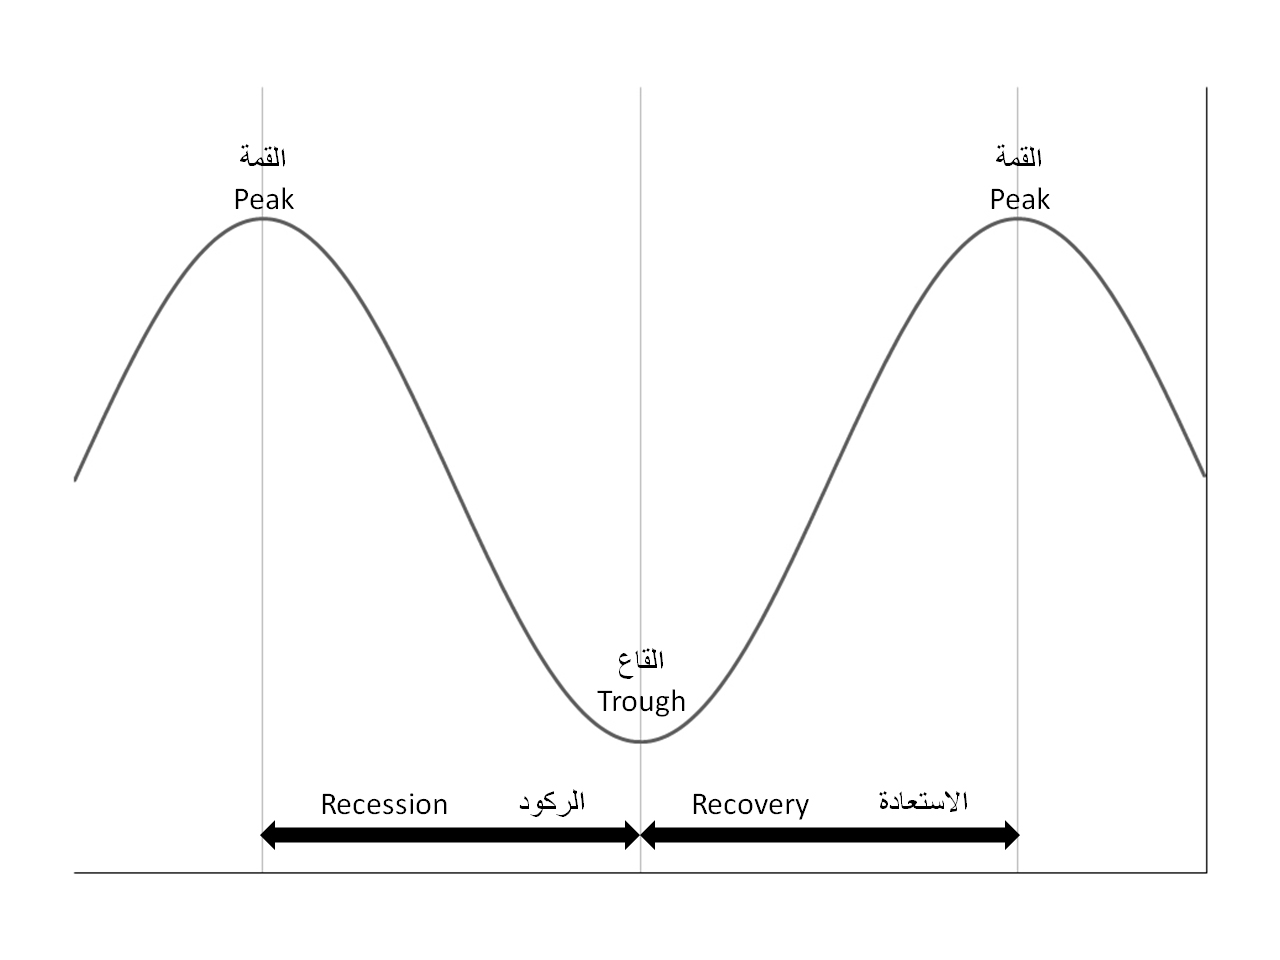 القمة
Peak
القمة
Peak
القاع
Trough
Recession الركود
Recovery الاستعادة